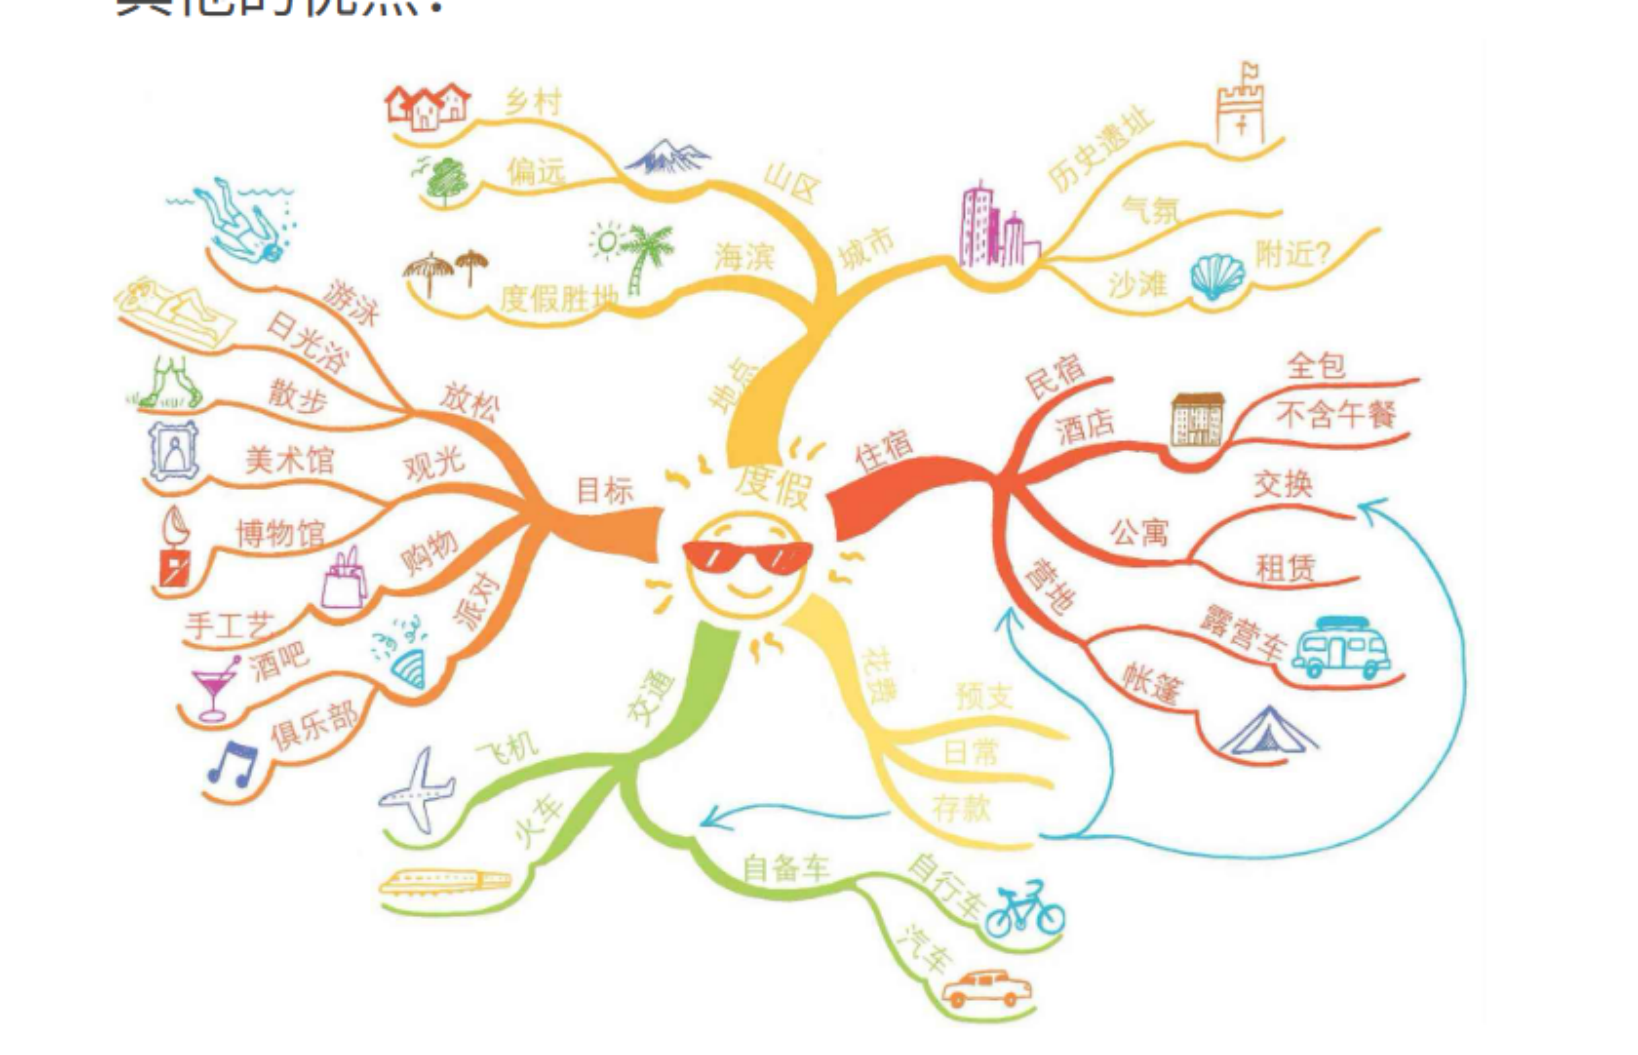 其他的优点？
度假
地点
山区
乡村
偏远
海滨
度假胜地
城市
历史遗址
气氛
沙滩
附近?
住宿
民宿
酒店
全包
不含午餐
公寓
交换
租赁
营地
露营车
帐篷
花费
预支
日常
存款
交通
飞机
火车
自备车
自行车
汽车
目标
放松
游泳
日光浴
散步
观光
美术馆
博物馆
购物
手工艺
派对
酒吧
俱乐部